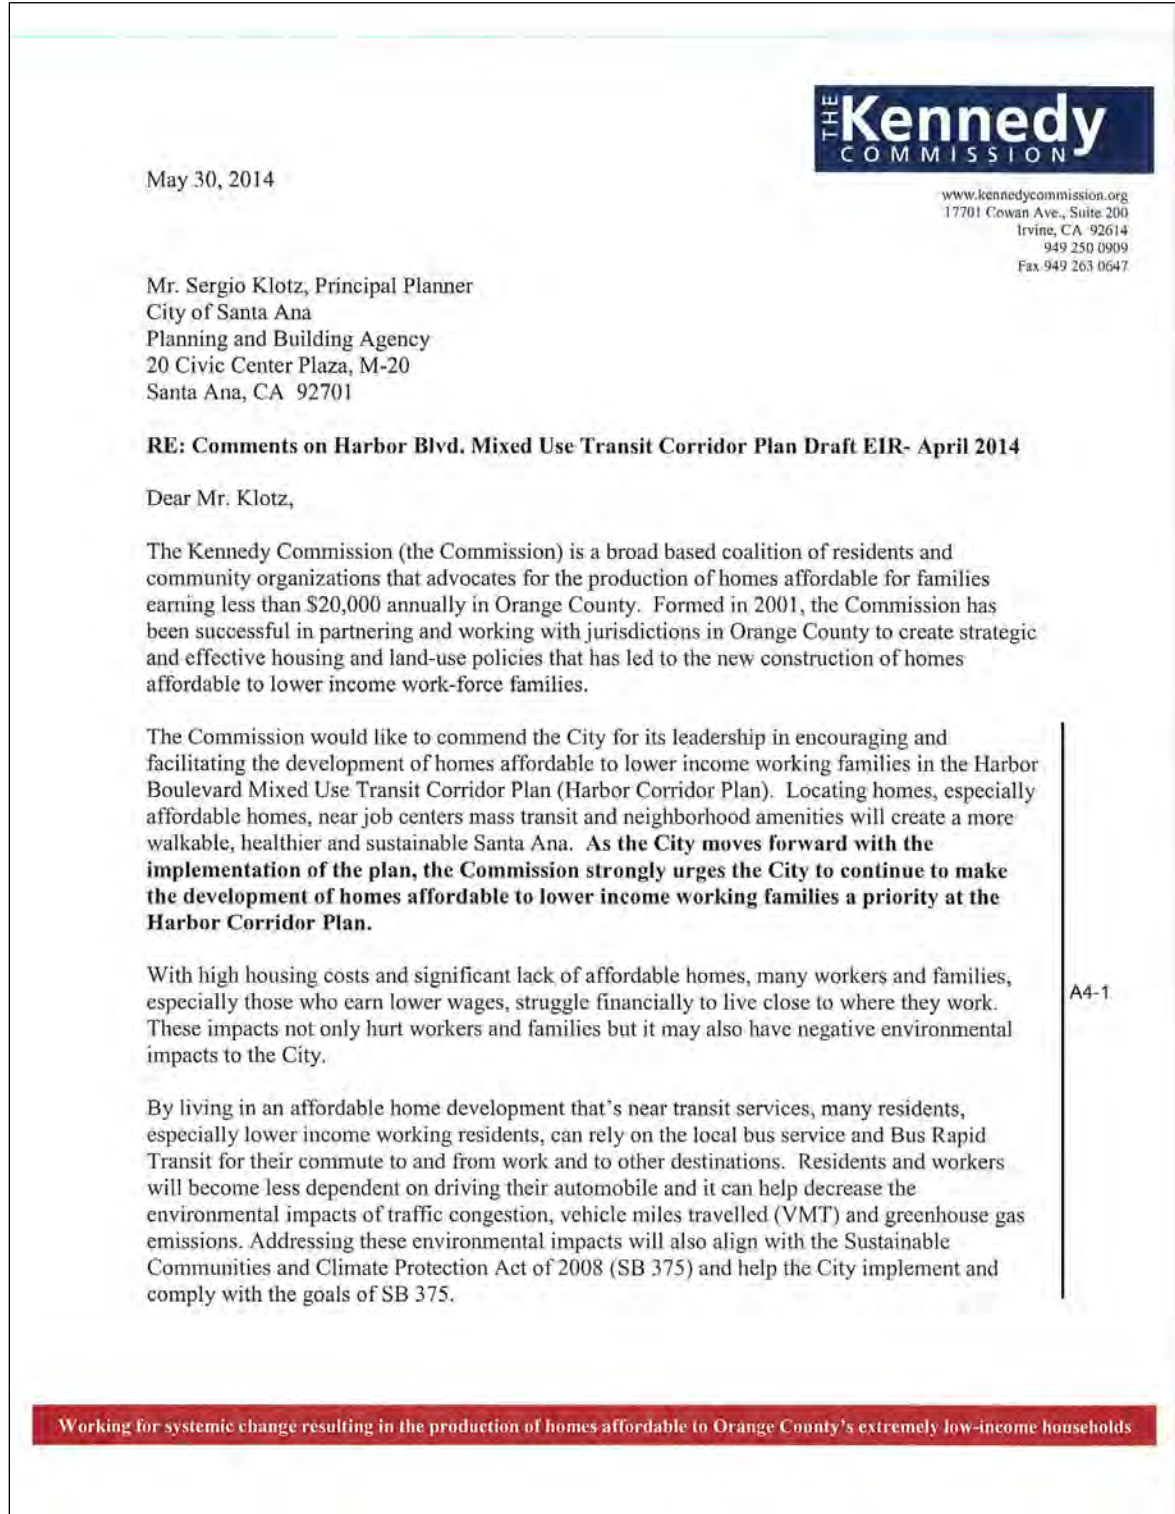 THE Kennedy
COMMISSION
www.kennedycommission.org
17701 Cowan Ave., Suite 200
Irvine, CA 92614
949 250 0909
Fax 949 263 0647
May 30, 2014
Mr. Sergio Klotz, Principal Planner
City of Santa Ana
Planning and Building Agency
20 Civic Center Plaza, M-20
Santa Ana, CA 92701
RE: Comments on Harbor Blvd. Mixed Use Transit Corridor Plan Draft EIR- April 2014
Dear Mr. Klotz,
The Kennedy Commission (the Commission) is a broad based coalition of residents and
community organizations that advocates for the production of homes affordable for families
earning less than $20,000 annually in Orange County. Formed in 2001, the Commission has
been successful in partnering and working with jurisdictions in Orange County to create strategic
and effective housing and land-use policies that has led to the new construction of homes
affordable to lower income work-force families.
The Commission would like to commend the City for its leadership in encouraging and
facilitating the development of homes affordable to lower income working families in the Harbor
Boulevard Mixed Use Transit Corridor Plan (Harbor Corridor Plan). Locating homes, especially
affordable homes, near job centers mass transit and neighborhood amenities will create a more
walkable, healthier and sustainable Santa Ana. As the City moves forward with the
implementation of the plan, the Commission strongly urges the City to continue to make
the development of homes affordable to lower income working families a priority at the
Harbor Corridor Plan.
With high housing costs and significant lack of affordable homes, many workers and families,
especially those who earn lower wages, struggle financially to live close to where they work.
These impacts not only hurt workers and families but it may also have negative environmental
impacts to the City.
A4-1
By living in an affordable home development that's near transit services, many residents,
especially lower income working residents, can rely on the local bus service and Bus Rapid
Transit for their commute to and from work and to other destinations. Residents and workers
will become less dependent on driving their automobile and it can help decrease the
environmental impacts of traffic congestion, vehicle miles travelled (VMT) and greenhouse gas
emissions. Addressing these environmental impacts will also align with the Sustainable
Communities and Climate Protection Act of 2008 (SB 375) and help the City implement and
comply with the goals of SB 375.
Working for systemic change resulting in the production of homes affordable to Orange County's extremely low-income households